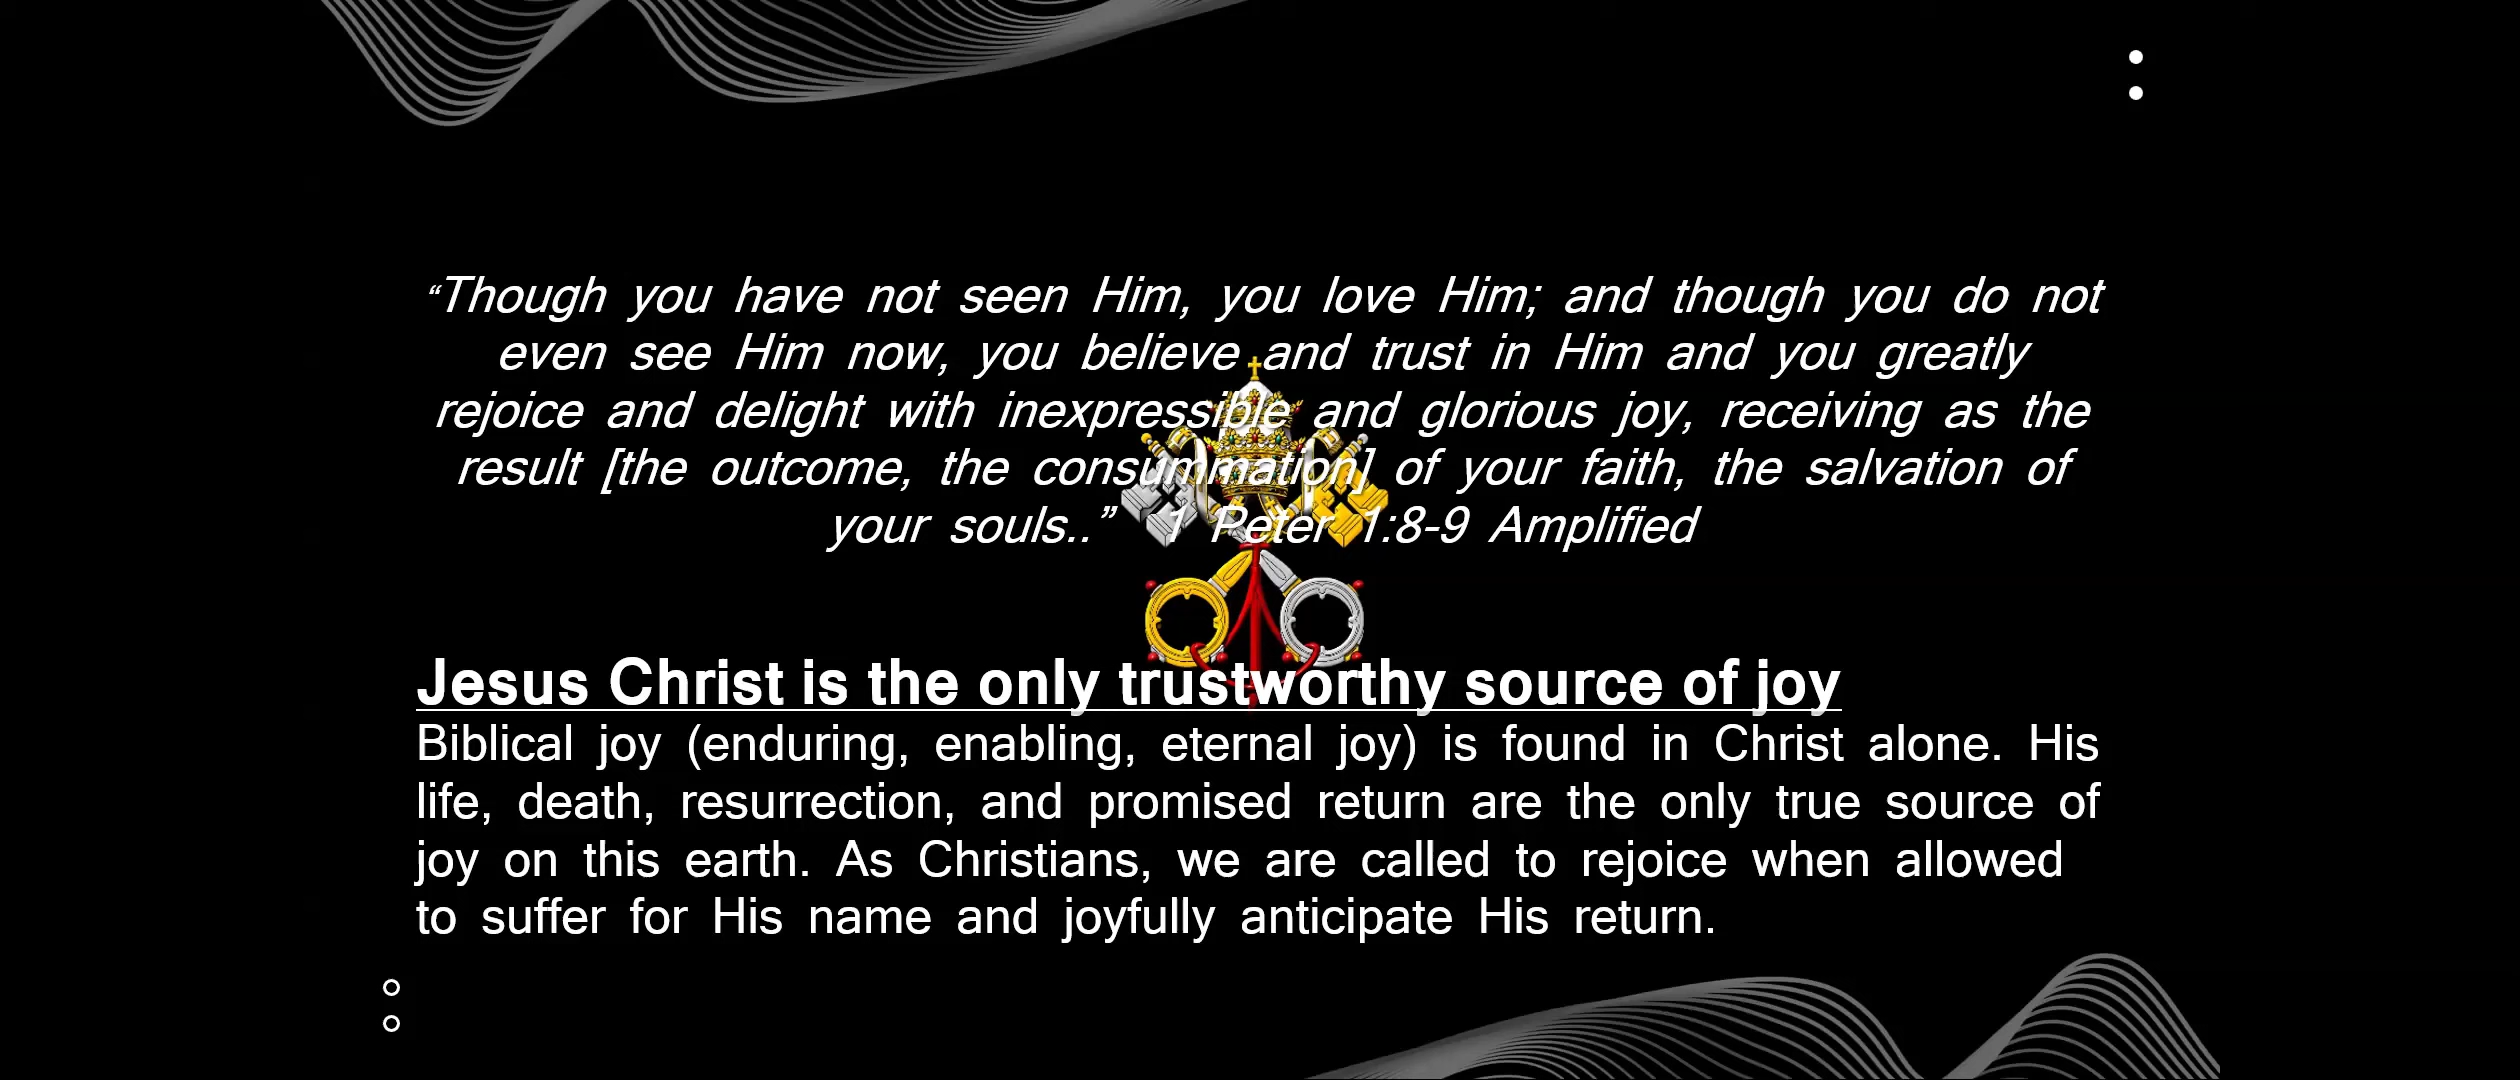 “Though you have not seen Him, you love Him; and though you do not
even see Him now, you believe and trust in Him and you greatly
rejoice and delight with inexpressible and glorious joy, receiving as the
result [the outcome, the consummation] of your faith, the salvation of
your souls..” 1 Peter 1:8-9 Amplified
Jesus Christ is the only trustworthy source of joy
Biblical joy (enduring, enabling, eternal joy) is found in Christ alone. His
life, death, resurrection, and promised return are the only true source of
joy on this earth. As Christians, we are called to rejoice when allowed
to suffer for His name and joyfully anticipate His return.